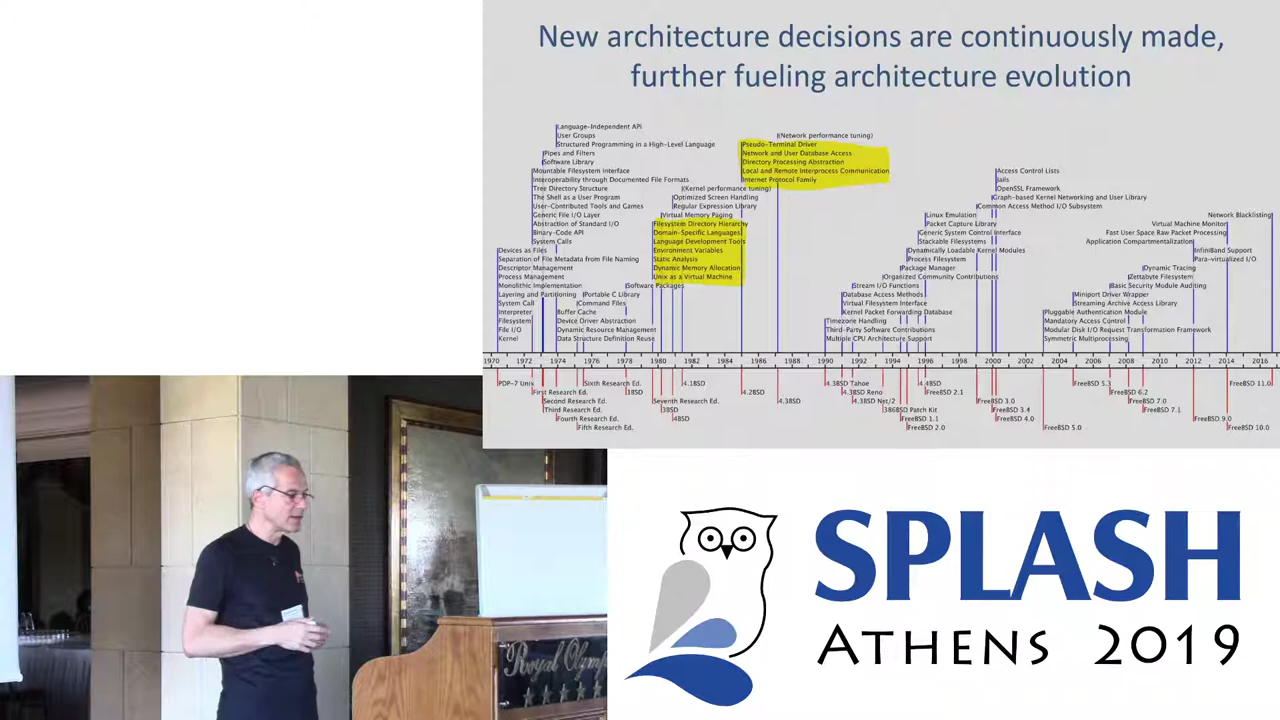 New architecture decisions are continuously made,
further fueling architecture evolution
Language-Independent API
User Groups
Structured Programming in a High-Level Language
Pipes and Filters
Software Library
Mountable Filesystem Interface
Interoperability through Documented File Formats
Tree Directory Structure
The Shell as a User Program
User-Contributed Tools and Games
Generic File I/O Layer
Abstraction of Standard I/O
Binary-Code API
System Calls
Devices as Files
Separation of File Metadata from File Naming
Descriptor Management
Process Management
Monolithic Implementation
Layering and Partitioning
System Call
Interpreter
Filesystem
File I/O
Kernel
Portable C Library
Command Files
Buffer Cache
Device Driver Abstraction
Dynamic Resource Management
Data Structure Definition Reuse
(Kernel performance tuning)
Optimized Screen Handling
Regular Expression Library
Virtual Memory Paging
Filesystem Directory Hierarchy
Domain-Specific Languages
Language Development Tools
Environment Variables
Static Analysis
Dynamic Memory Allocation
Unix as a Virtual Machine
Software Packages
(Network performance tuning)
Pseudo-Terminal Driver
Network and User Database Access
Directory Processing Abstraction
Local and Remote Interprocess Communication
Internet Protocol Family
Access Control Lists
Jails
OpenSSL Framework
Graph-based Kernel Networking and User Library
Common Access Method I/O Subsystem
Linux Emulation
Packet Capture Library
Generic System Control Interface
Stackable Filesystems
Dynamically Loadable Kernel Modules
Process Filesystem
Package Manager
Organized Community Contributions
Stream I/O Functions
Database Access Methods
Virtual Filesystem Interface
Kernel Packet Forwarding Database
Timezone Handling
Third-Party Software Contributions
Multiple CPU Architecture Support
Network Blacklisting
Virtual Machine Monitor
Fast User Space Raw Packet Processing
Application Compartmentalization
InfiniBand Support
Para-virtualized I/O
Dynamic Tracing
Zettabyte Filesystem
Basic Security Module Auditing
Miniport Driver Wrapper
Streaming Archive Access Library
Pluggable Authentication Module
Mandatory Access Control
Modular Disk I/O Request Transformation Framework
Symmetric Multiprocessing
1970 1972 1974 1976 1978 1980 1982 1984 1986 1988 1990 1992 1994 1996 1998 2000 2002 2004 2006 2008 2010 2012 2014 2016
PDP-7 Unix
First Research Ed.
Second Research Ed.
Third Research Ed.
Fourth Research Ed.
Fifth Research Ed.
Sixth Research Ed.
1BSD
Seventh Research Ed.
3BSD
4BSD
4.1BSD
4.2BSD
4.3BSD
4.3BSD Tahoe
4.3BSD Reno
4.3BSD Net/2
386BSD Patch Kit
FreeBSD 1.1
FreeBSD 2.0
4.4BSD
FreeBSD 2.1
FreeBSD 3.0
FreeBSD 3.4
FreeBSD 4.0
FreeBSD 5.0
FreeBSD 5.3
FreeBSD 6.2
FreeBSD 7.0
FreeBSD 7.1
FreeBSD 9.0
FreeBSD 10.0
FreeBSD 11.0
Royal Olymp
SPLASH
ATHENS 2019